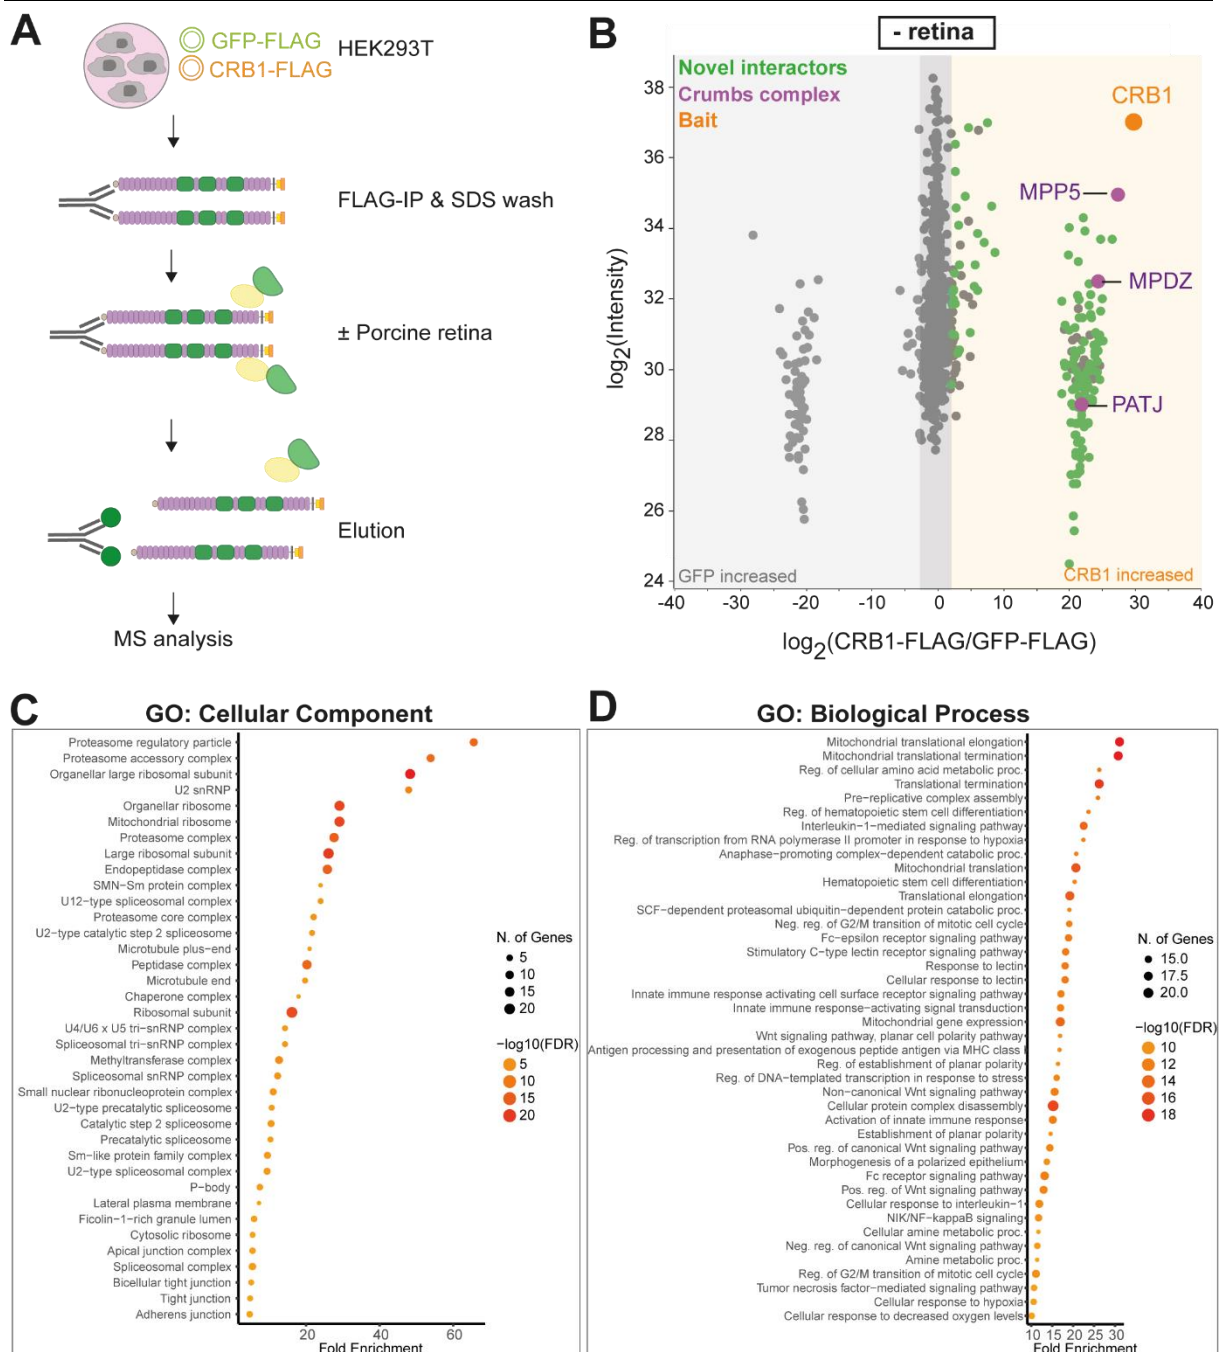 A
GFP-FLAG
CRB1-FLAG
HEK293T
FLAG-IP & SDS wash
± Porcine retina
Elution
MS analysis
B
- retina
Novel interactors
Crumbs complex
Bait
CRB1
MPP5
MPDZ
PATJ
GFP increased
CRB1 increased
log2(Intensity)
38
36
34
32
30
28
26
24
-40 -30 -20 -10 0 10 20 30 40
log2(CRB1-FLAG/GFP-FLAG)
C
GO: Cellular Component
Proteasome regulatory particle
Proteasome accessory complex
Organellar large ribosomal subunit
U2 snRNP
Organellar ribosome
Mitochondrial ribosome
Proteasome complex
Large ribosomal subunit
Endopeptidase complex
SMN−Sm protein complex
U12−type spliceosomal complex
Proteasome core complex
U2−type catalytic step 2 spliceosome
Microtubule plus−end
Peptidase complex
Microtubule end
Chaperone complex
Ribosomal subunit
U4/U6 x U5 tri−snRNP complex
Spliceosomal tri−snRNP complex
Methyltransferase complex
Spliceosomal snRNP complex
Small nuclear ribonucleoprotein complex
U2−type precatalytic spliceosome
Catalytic step 2 spliceosome
Precatalytic spliceosome
Sm−like protein family complex
U2−type spliceosomal complex
P−body
Lateral plasma membrane
Ficolin−1−rich granule lumen
Cytosolic ribosome
Apical junction complex
Spliceosomal complex
Bicellular tight junction
Tight junction
Adherens junction
20 40 60
Fold Enrichment
N. of Genes
5
10
15
20
−log10(FDR)
5
10
15
20
D
GO: Biological Process
Mitochondrial translational elongation
Mitochondrial translational termination
Reg. of cellular amino acid metabolic proc.
Translational termination
Pre−replicative complex assembly
Reg. of hematopoietic stem cell differentiation
Interleukin−1−mediated signaling pathway
Reg. of transcription from RNA polymerase II promoter in response to hypoxia
Anaphase−promoting complex−dependent catabolic proc.
Mitochondrial translation
Hematopoietic stem cell differentiation
Translational elongation
SCF−dependent proteasomal ubiquitin−dependent protein catabolic proc.
Neg. reg. of G2/M transition of mitotic cell cycle
Fc−epsilon receptor signaling pathway
Stimulatory C−type lectin receptor signaling pathway
Response to lectin
Cellular response to lectin
Innate immune response activating cell surface receptor signaling pathway
Innate immune response−activating signal transduction
Mitochondrial gene expression
Wnt signaling pathway, planar cell polarity pathway
Antigen processing and presentation of exogenous peptide antigen via MHC class I
Reg. of establishment of planar polarity
Reg. of DNA−templated transcription in response to stress
Non−canonical Wnt signaling pathway
Cellular protein complex disassembly
Activation of innate immune response
Establishment of planar polarity
Pos. reg. of canonical Wnt signaling pathway
Morphogenesis of a polarized epithelium
Fc receptor signaling pathway
Pos. reg. of Wnt signaling pathway
Cellular response to interleukin−1
NIK/NF−kappaB signaling
Cellular amine metabolic proc.
Neg. reg. of canonical Wnt signaling pathway
Amine metabolic proc.
Reg. of G2/M transition of mitotic cell cycle
Tumor necrosis factor−mediated signaling pathway
Cellular response to hypoxia
Cellular response to decreased oxygen levels
10 15 20 25 30
Fold Enrichment
N. of Genes
15.0
17.5
20.0
−log10(FDR)
10
12
14
16
18